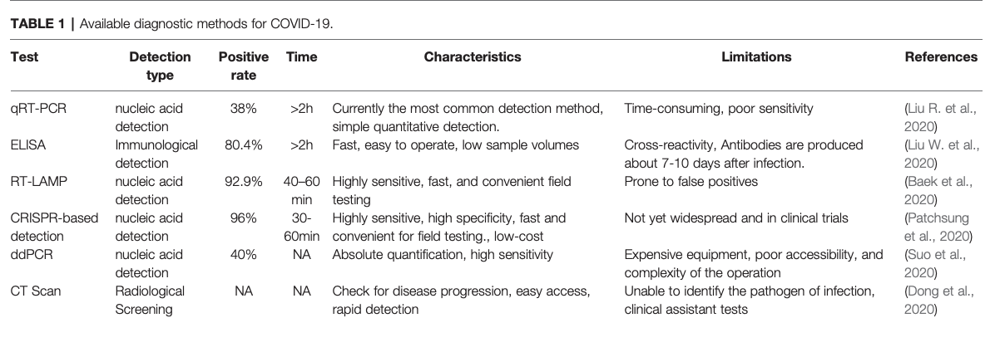 TABLE 1 | Available diagnostic methods for COVID-19.
Test Detection type Positive rate Time Characteristics Limitations References
qRT-PCR nucleic acid detection 38% >2h Currently the most common detection method, simple quantitative detection. Time-consuming, poor sensitivity (Liu R. et al., 2020)
ELISA Immunological detection 80.4% >2h Fast, easy to operate, low sample volumes Cross-reactivity, Antibodies are produced about 7-10 days after infection. (Liu W. et al., 2020)
RT-LAMP nucleic acid detection 92.9% 40–60 min Highly sensitive, fast, and convenient field testing Prone to false positives (Baek et al., 2020)
CRISPR-based detection nucleic acid detection 96% 30-60min Highly sensitive, high specificity, fast and convenient for field testing., low-cost Not yet widespread and in clinical trials (Patchsung et al., 2020)
ddPCR nucleic acid detection 40% NA Absolute quantification, high sensitivity Expensive equipment, poor accessibility, and complexity of the operation (Suo et al., 2020)
CT Scan Radiological Screening NA NA Check for disease progression, easy access, rapid detection Unable to identify the pathogen of infection, clinical assistant tests (Dong et al., 2020)